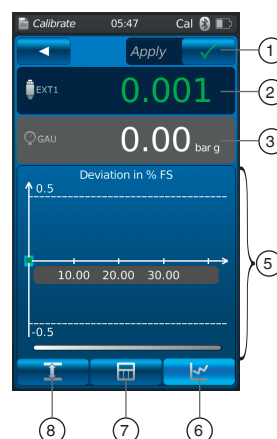 Calibrate 05:47 Cal
Apply
1
EXT1 0.001
2
GAU 0.00 bar g
3
Deviation in % FS
0.5
10.00 20.00 30.00
5
-0.5
8 7 6